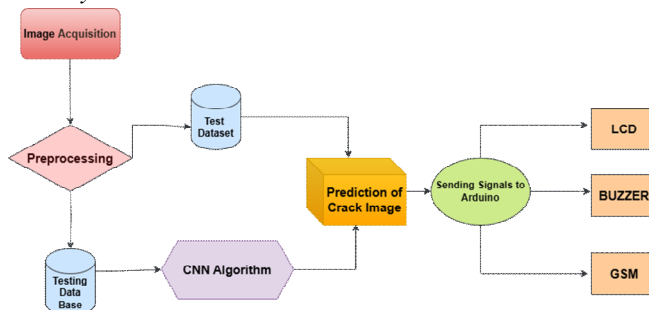 Image Acquisition
Test
Dataset
Preprocessing
LCD
Prediction of
Crack Image
Sending Signals to
Arduino
BUZZER
CNN Algorithm
Testing
Data
Base
GSM